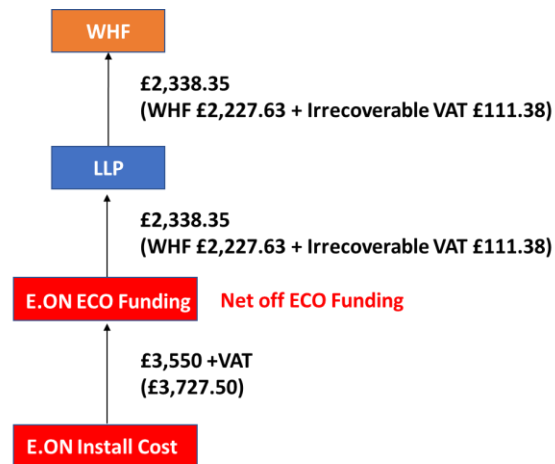 WHF
£2,338.35
(WHF £2,227.63 + Irrecoverable VAT £111.38)
LLP
£2,338.35
(WHF £2,227.63 + Irrecoverable VAT £111.38)
E.ON ECO Funding Net off ECO Funding
£3,550 +VAT
(£3,727.50)
E.ON Install Cost